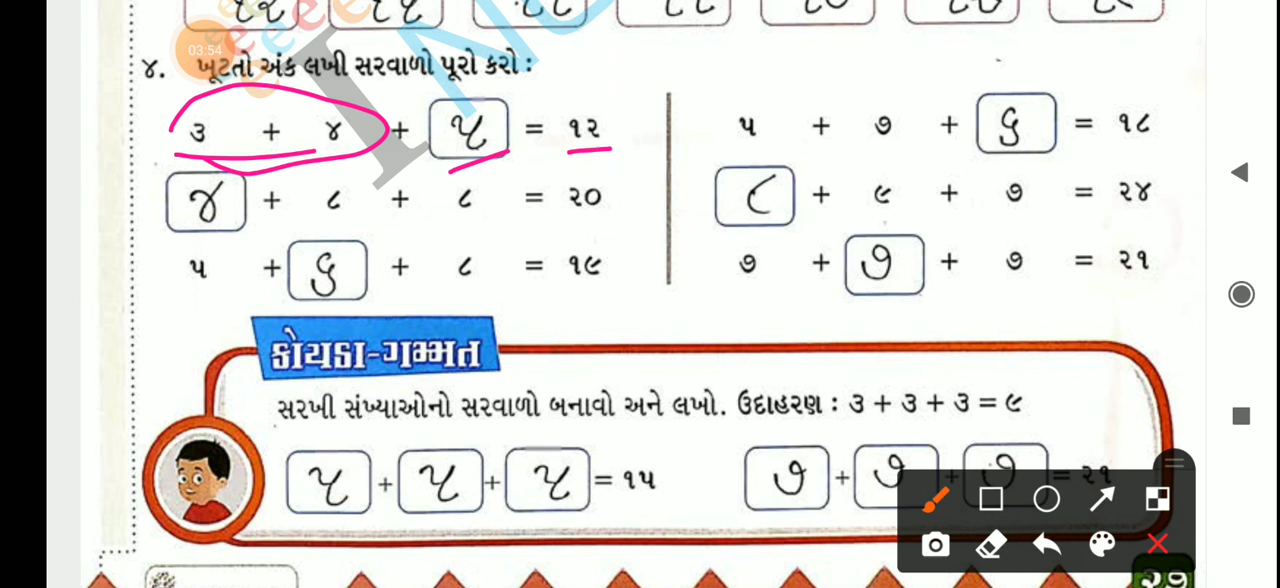 03:54
૪. ખૂટતો અંક લખી સરવાળો પૂરો કરો :
૩ + ૪ + ૫ = ૧૨
૫ + ૭ + ૬ = ૧૮
૪ + ૮ + ૮ = ૨૦
૮ + ૯ + ૭ = ૨૪
૫ + ૬ + ૮ = ૧૯
૭ + ૭ + ૭ = ૨૧
કોયડા-ગમ્મત
સરખી સંખ્યાઓનો સરવાળો બનાવો અને લખો. ઉદાહરણ : ૩ + ૩ + ૩ = ૯
૫ + ૫ + ૫ = ૧૫
૭ + ૭ + ૭ = ૨૧